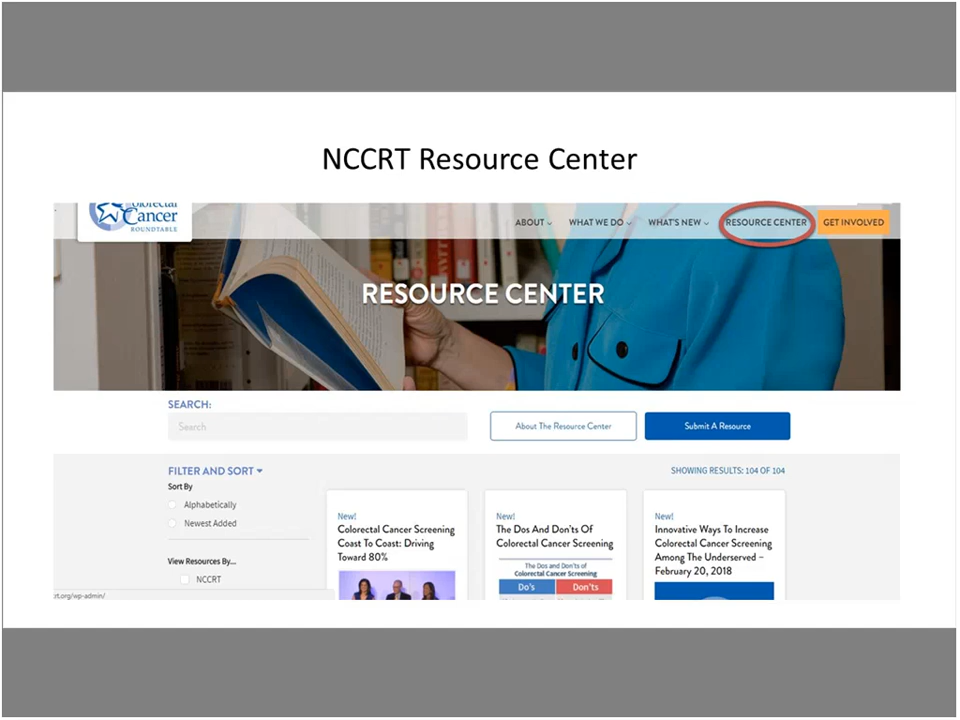 NCCRT Resource Center
Colorectal
Cancer
ROUNDTABLE
ABOUT
WHAT WE DO
WHAT'S NEW
RESOURCE CENTER
GET INVOLVED
RESOURCE CENTER
SEARCH:
Search
About The Resource Center
Submit A Resource
FILTER AND SORT
SHOWING RESULTS: 104 OF 104
Sort By
Alphabetically
Newest Added
View Resources By...
NCCRT
rt.org/wp-admin/
New!
Colorectal Cancer Screening
Coast To Coast: Driving
Toward 80%
New!
The Dos And Don'ts Of
Colorectal Cancer Screening
The Dos and Don'ts of
Colorectal Cancer Screening
Do's
Don'ts
New!
Innovative Ways To Increase
Colorectal Cancer Screening
Among The Underserved –
February 20, 2018